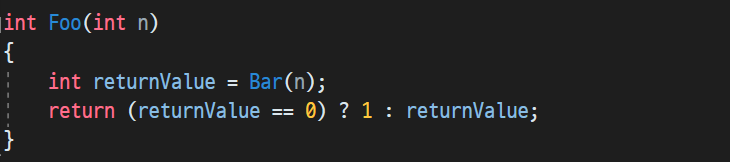 int Foo(int n)
{
    int returnValue = Bar(n);
    return (returnValue == 0) ? 1 : returnValue;
}